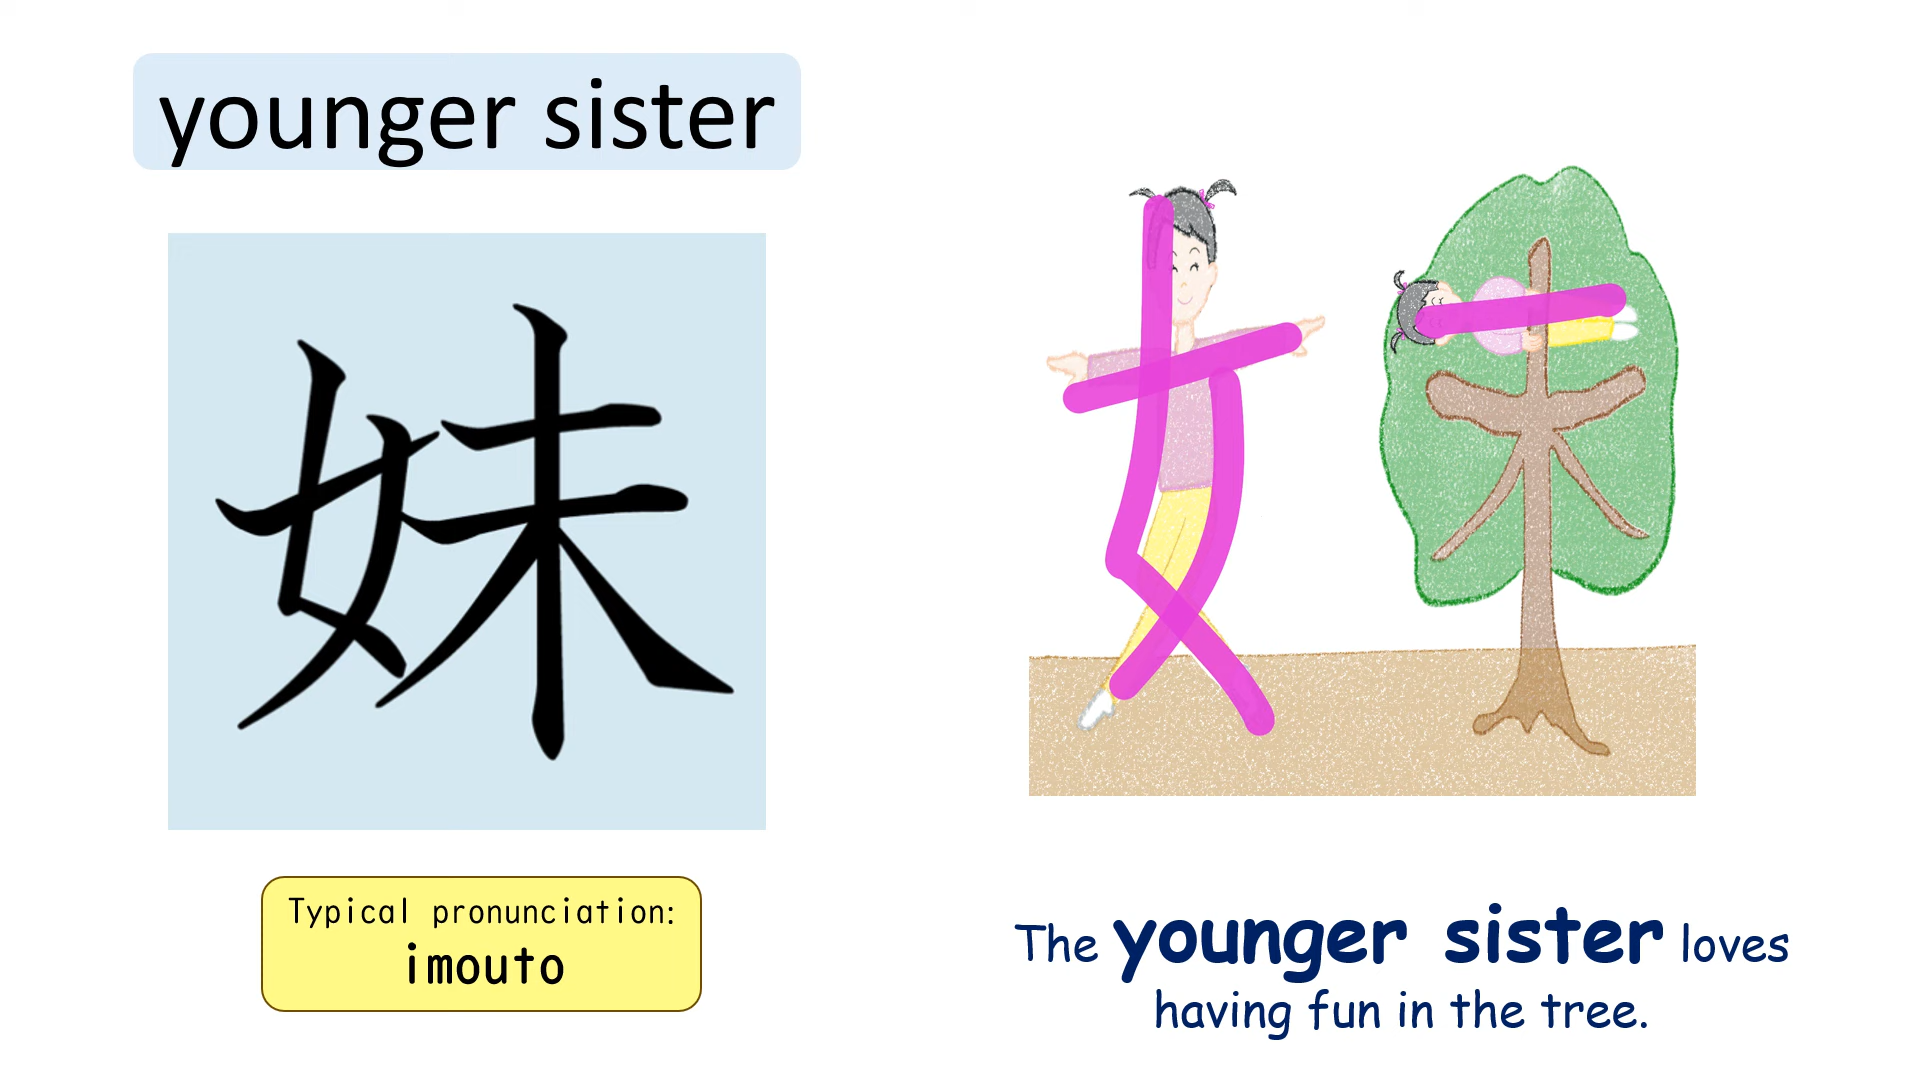 younger sister
妹
Typical pronunciation:
imouto
The younger sister loves
having fun in the tree.